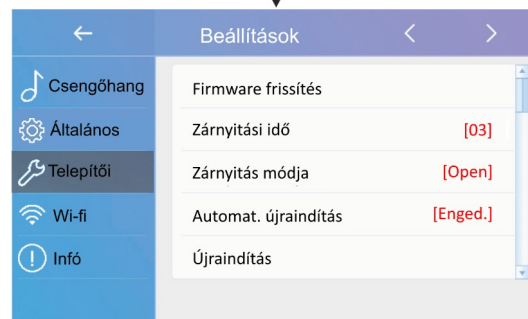 Beállítások
Csengőhang
Általános
Telepítői
Wi-fi
Infó
Firmware frissítés
Zárnyitási idő [03]
Zárnyitás módja [Open]
Automat. újraindítás [Enged.]
Újraindítás